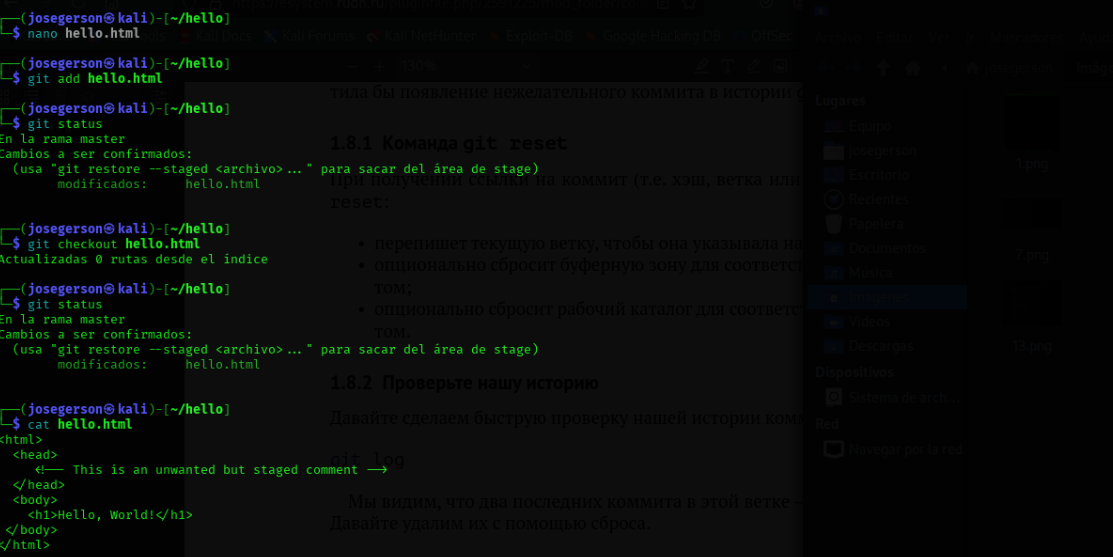 ┌──(josegerson㉿kali)-[~/hello]
└─$ nano hello.html
┌──(josegerson㉿kali)-[~/hello]
└─$ git add hello.html
┌──(josegerson㉿kali)-[~/hello]
└─$ git status
En la rama master
Cambios a ser confirmados:
(usa "git restore --staged <archivo>..." para sacar del área de stage)
modificados: hello.html
┌──(josegerson㉿kali)-[~/hello]
└─$ git checkout hello.html
Actualizadas 0 rutas desde el índice
┌──(josegerson㉿kali)-[~/hello]
└─$ git status
En la rama master
Cambios a ser confirmados:
(usa "git restore --staged <archivo>..." para sacar del área de stage)
modificados: hello.html
┌──(josegerson㉿kali)-[~/hello]
└─$ cat hello.html
<html>
<head>
<!-- This is an unwanted but staged comment -->
</head>
<body>
<h1>Hello, World!</h1>
</body>
</html>
120%
тила бы появление нежелательного коммита в истории
1.8.1 Команда git reset
При получении ссылки на коммит (т.е. хэш, ветка или
reset:
• перепишет текущую ветку, чтобы она указывала на
• опционально сбросит буферную зону для соответст
том;
• опционально сбросит рабочий каталог для соответс
том.
1.8.2 Проверьте нашу историю
Давайте сделаем быструю проверку нашей истории комм
git log
Мы видим, что два последних коммита в этой ветке
Давайте удалим их с помощью сброса.
Lugares
Equipo
josegerson
Escritorio
Recientes
Papelera
Documentos
Música
Imágenes
Vídeos
Descargas
Dispositivos
Sistema de arch...
Red
Navegar por la red
1.png
7.png
13.png